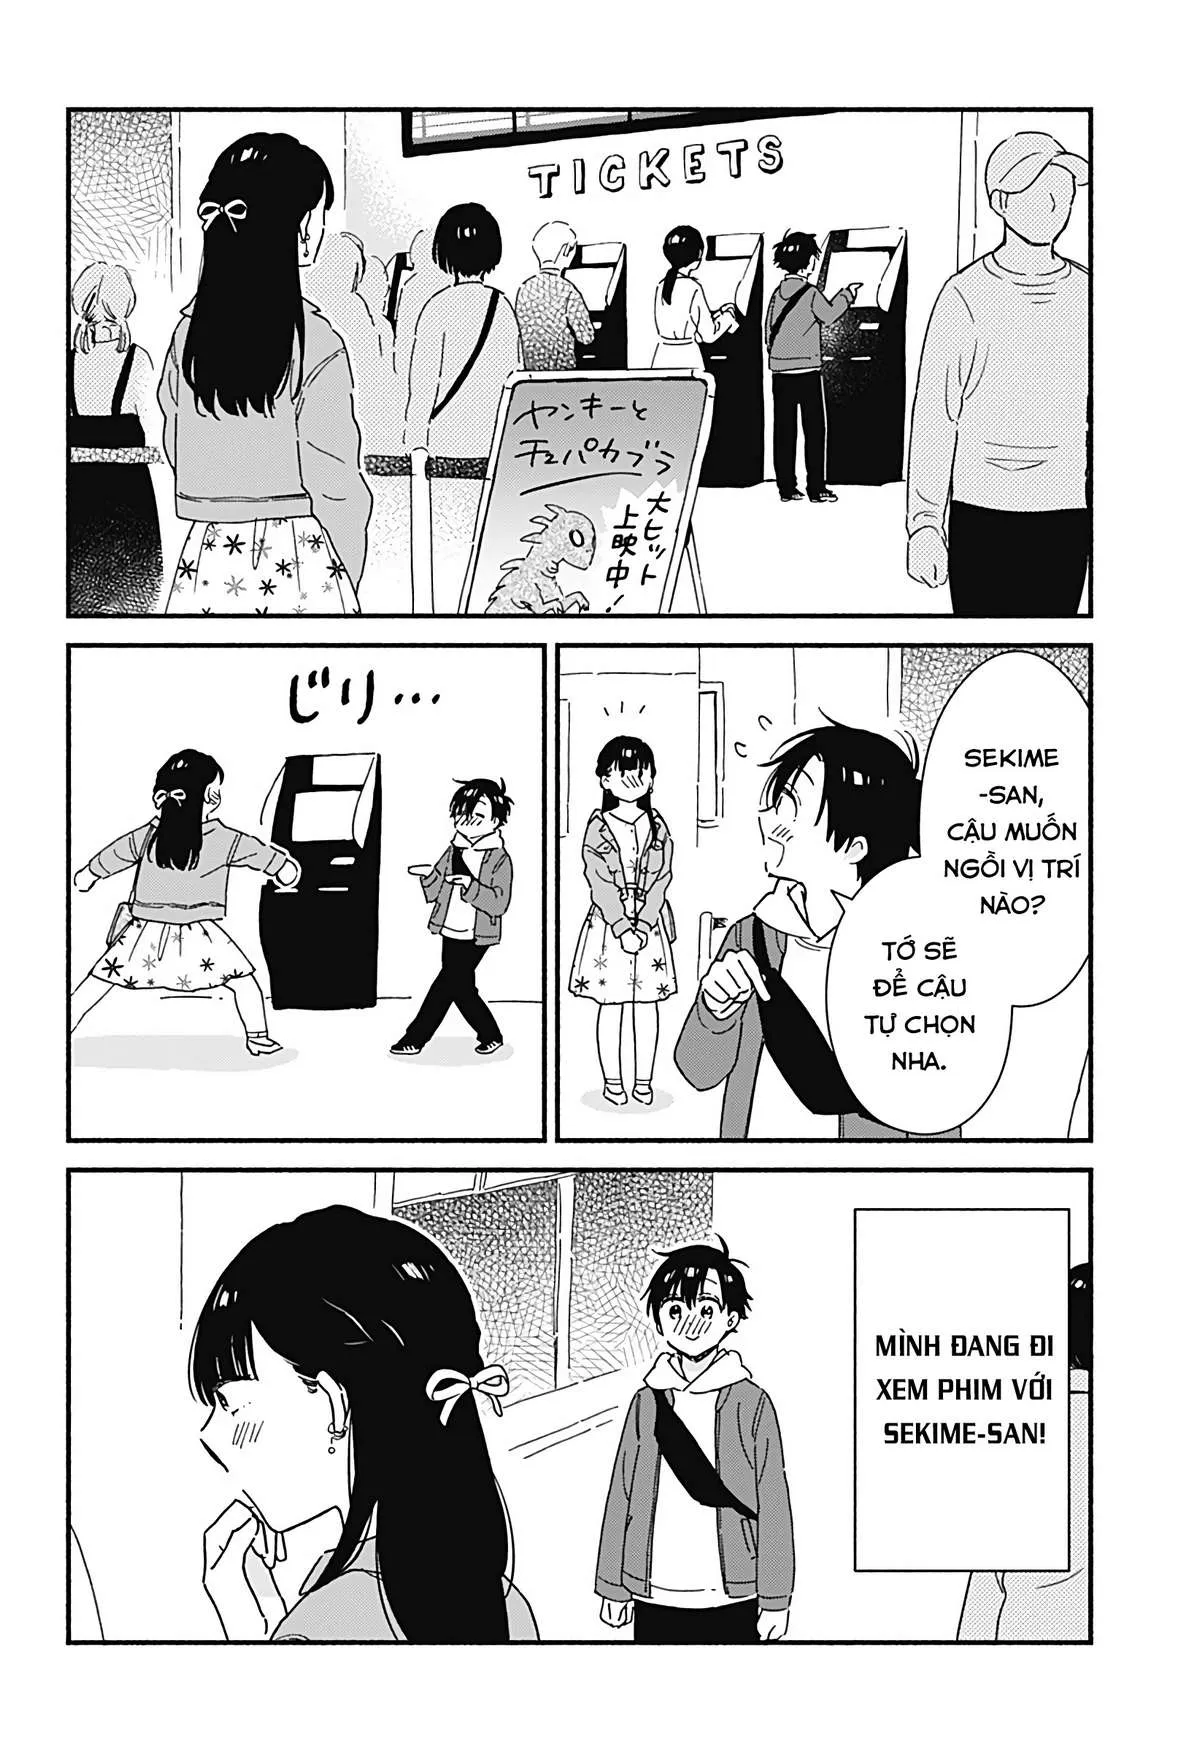 TICKETS
ヤンキーと
チュパカブラ
大ヒット
上映中!
SEKIME
-SAN,
CẬU MUỐN
NGỒI VỊ TRÍ
NÀO?
TỚ SẼ
ĐỂ CẬU
TỰ CHỌN
NHA.
じり…
MÌNH ĐANG ĐI
XEM PHIM VỚI
SEKIME-SAN!